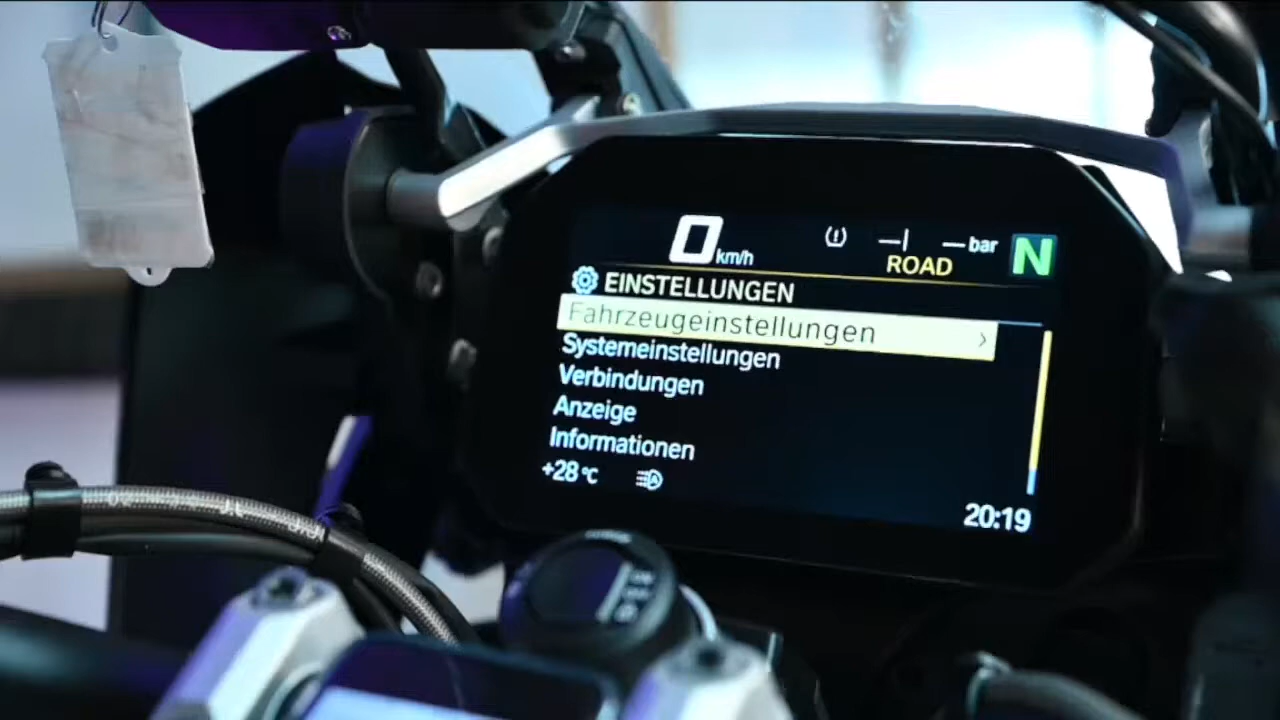 0 km/h
--| -- bar
N
ROAD
EINSTELLUNGEN
Fahrzeugeinstellungen >
Systemeinstellungen
Verbindungen
Anzeige
Informationen
+28 °C
20:19